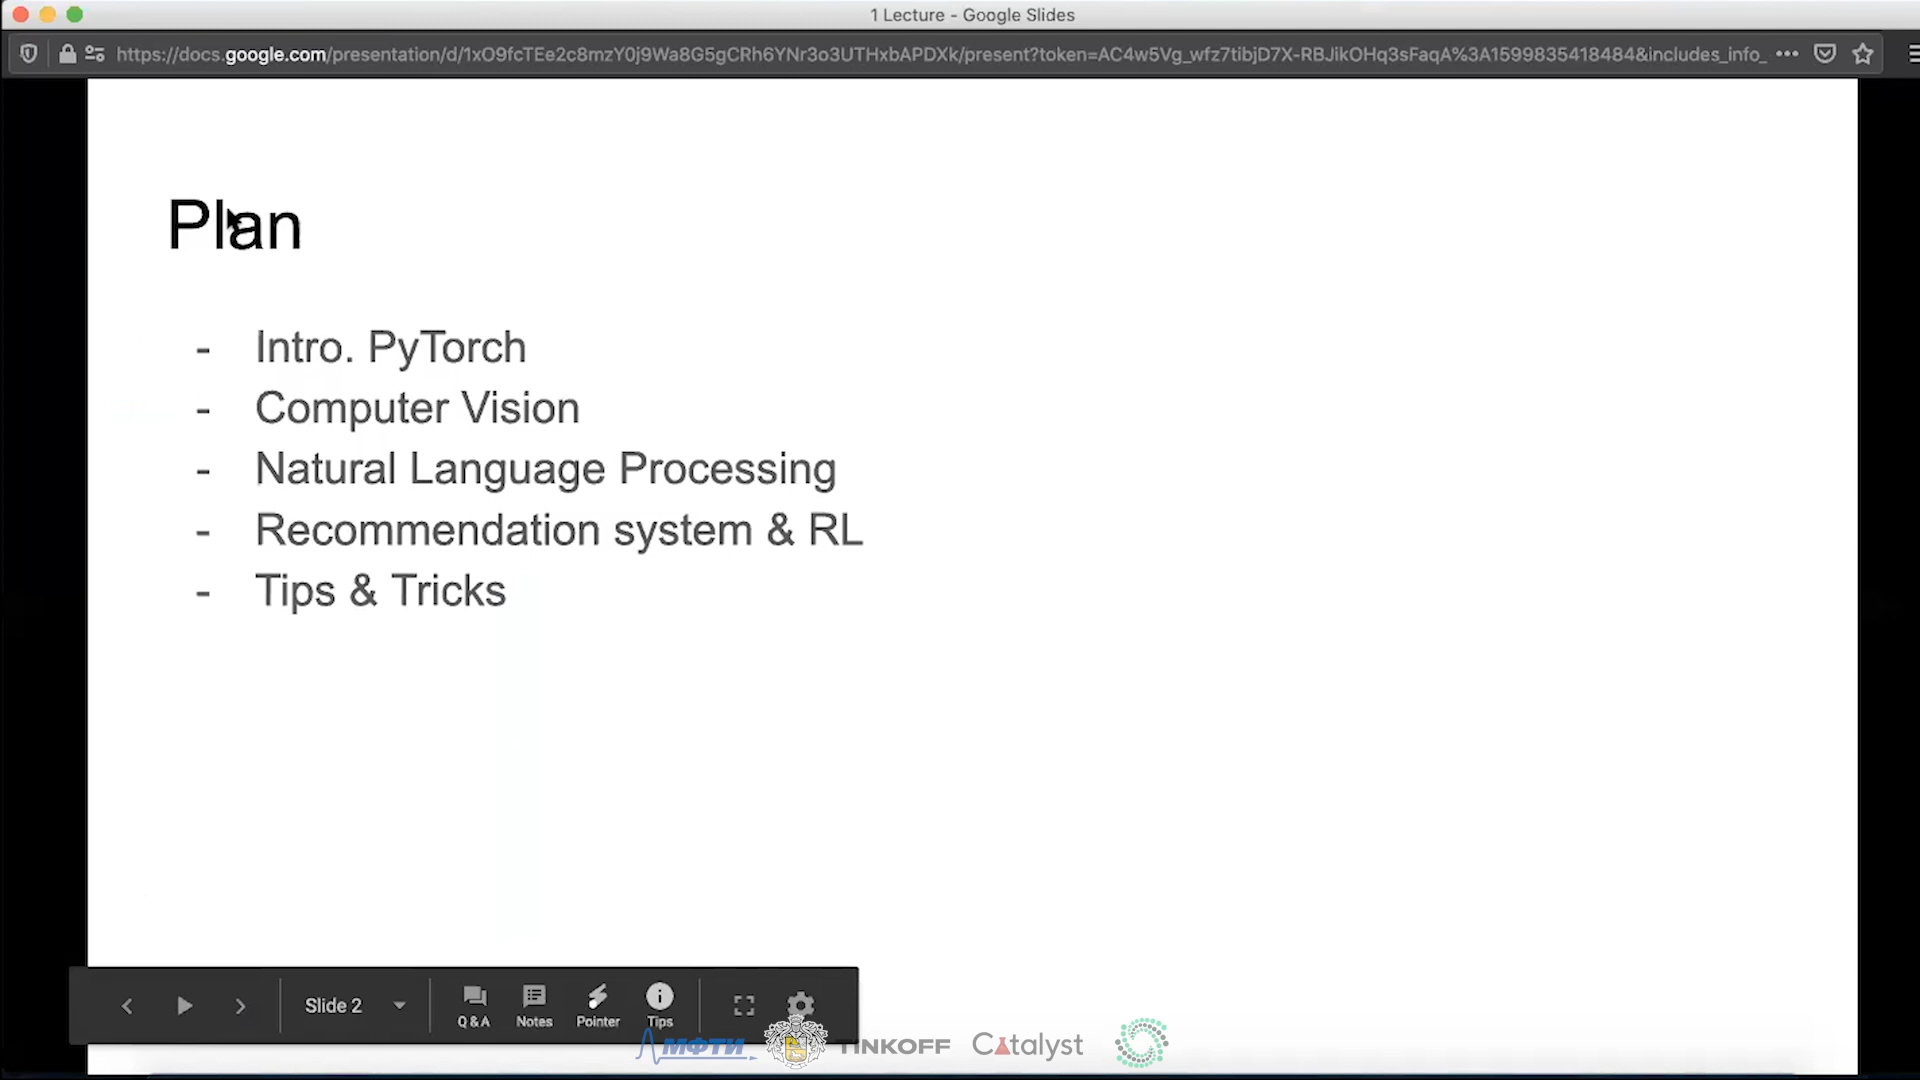 1 Lecture - Google Slides
https://docs.google.com/presentation/d/1xO9fcTEe2c8mzY0j9Wa8G5gCRh6YNr3o3UTHxbAPDXk/present?token=AC4w5Vg_wfz7tibjD7X-RBJikOHq3sFaqA%3A1599835418484&includes_info_
Plan
- Intro. PyTorch
- Computer Vision
- Natural Language Processing
- Recommendation system & RL
- Tips & Tricks
Slide 2
Q&A Notes Pointer Tips
МФТИ TINKOFF Catalyst